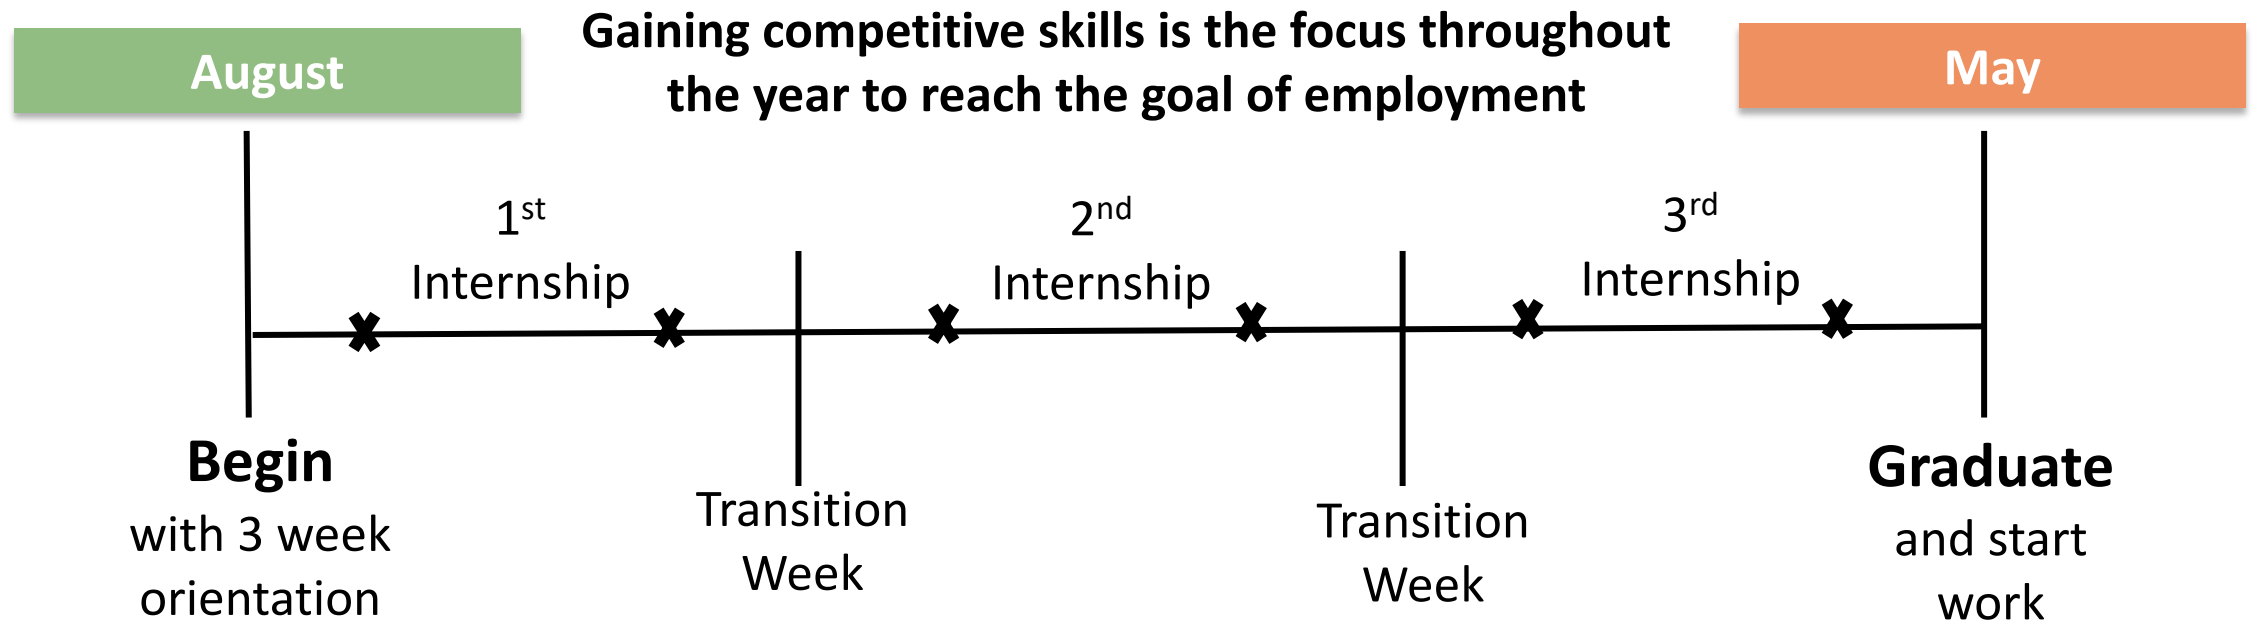 August
Gaining competitive skills is the focus throughout
the year to reach the goal of employment
May
1st
Internship
2nd
Internship
3rd
Internship
Begin
with 3 week
orientation
Transition
Week
Transition
Week
Graduate
and start
work